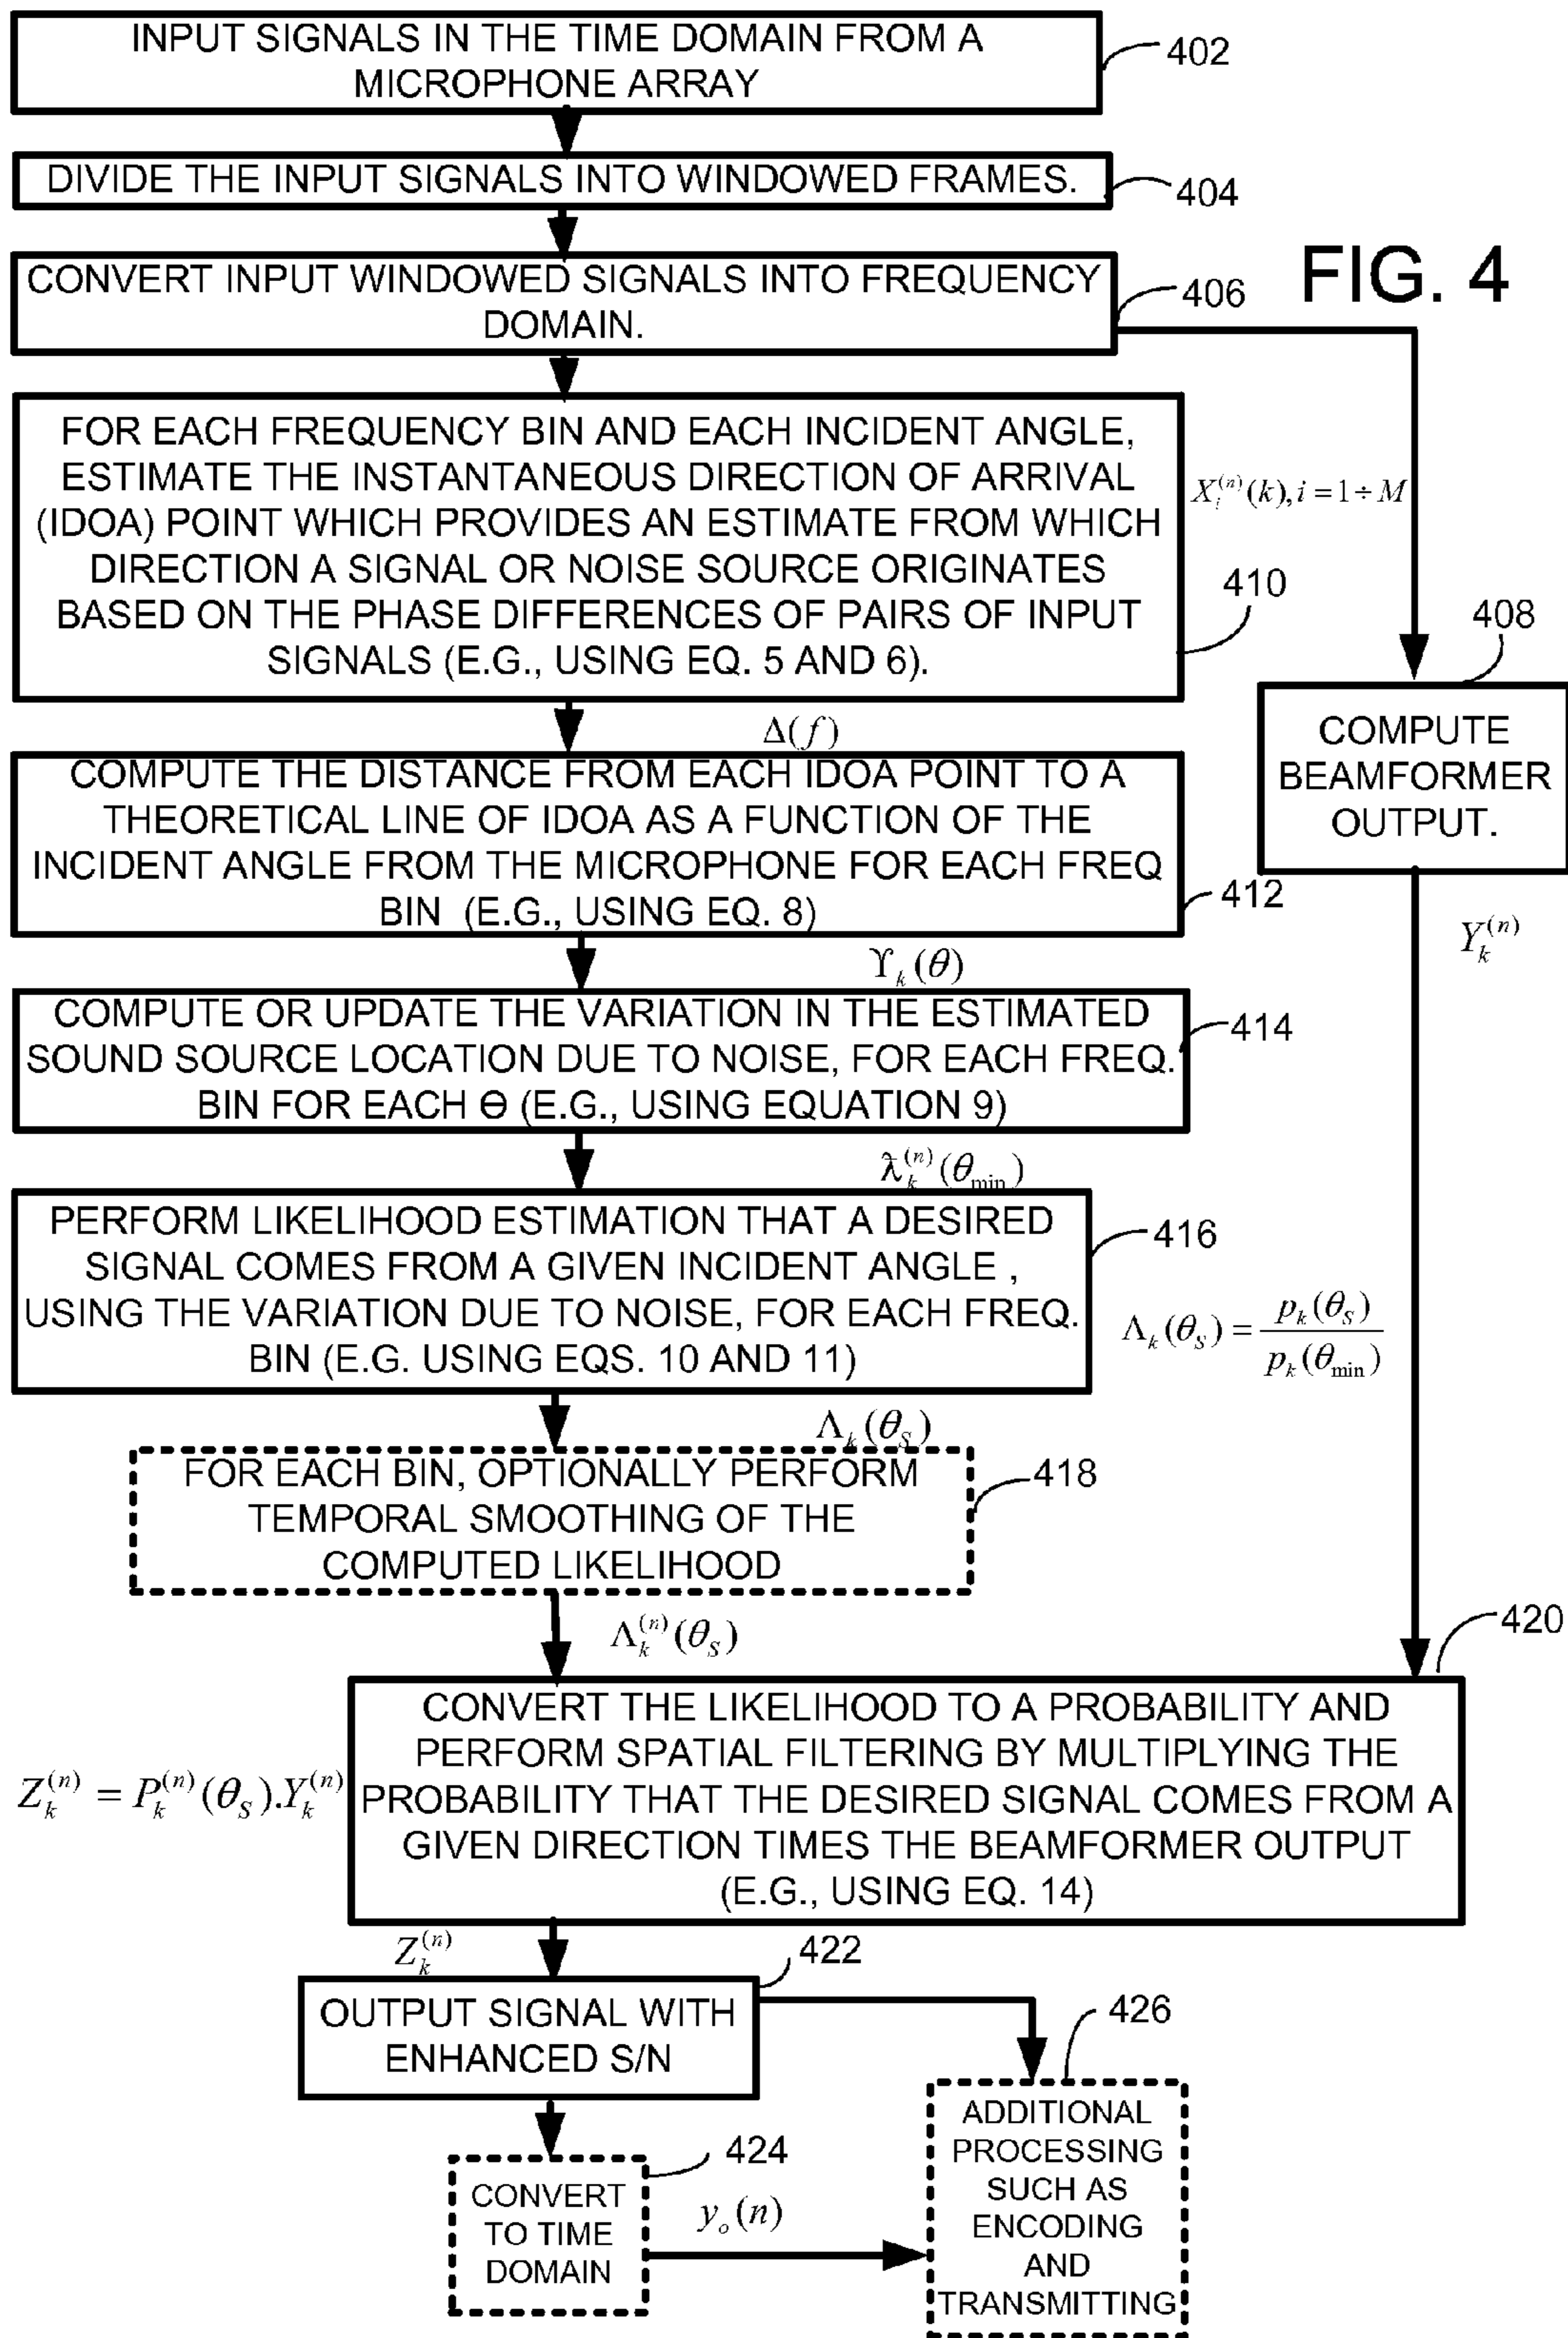 INPUT SIGNALS IN THE TIME DOMAIN FROM A
MICROPHONE ARRAY
402
DIVIDE THE INPUT SIGNALS INTO WINDOWED FRAMES.
404
FIG. 4
CONVERT INPUT WINDOWED SIGNALS INTO FREQUENCY
DOMAIN.
406
FOR EACH FREQUENCY BIN AND EACH INCIDENT ANGLE,
ESTIMATE THE INSTANTANEOUS DIRECTION OF ARRIVAL
(IDOA) POINT WHICH PROVIDES AN ESTIMATE FROM WHICH
DIRECTION A SIGNAL OR NOISE SOURCE ORIGINATES
BASED ON THE PHASE DIFFERENCES OF PAIRS OF INPUT
SIGNALS (E.G., USING EQ. 5 AND 6).
410
X_i^{(n)}(k), i = 1 ÷ M
408
COMPUTE
BEAMFORMER
OUTPUT.
Δ(f)
COMPUTE THE DISTANCE FROM EACH IDOA POINT TO A
THEORETICAL LINE OF IDOA AS A FUNCTION OF THE
INCIDENT ANGLE FROM THE MICROPHONE FOR EACH FREQ
BIN (E.G., USING EQ. 8)
412
Y_k^{(n)}
ϒ_k(θ)
COMPUTE OR UPDATE THE VARIATION IN THE ESTIMATED
SOUND SOURCE LOCATION DUE TO NOISE, FOR EACH FREQ.
BIN FOR EACH Θ (E.G., USING EQUATION 9)
414
ƛ_k^{(n)}(θ_min)
PERFORM LIKELIHOOD ESTIMATION THAT A DESIRED
SIGNAL COMES FROM A GIVEN INCIDENT ANGLE ,
USING THE VARIATION DUE TO NOISE, FOR EACH FREQ.
BIN (E.G. USING EQS. 10 AND 11)
416
Λ_k(θ_S) = p_k(θ_S) / p_k(θ_min)
Λ_k(θ_S)
FOR EACH BIN, OPTIONALLY PERFORM
TEMPORAL SMOOTHING OF THE
COMPUTED LIKELIHOOD
418
Λ_k^{(n)}(θ_S)
420
CONVERT THE LIKELIHOOD TO A PROBABILITY AND
PERFORM SPATIAL FILTERING BY MULTIPLYING THE
PROBABILITY THAT THE DESIRED SIGNAL COMES FROM A
GIVEN DIRECTION TIMES THE BEAMFORMER OUTPUT
(E.G., USING EQ. 14)
Z_k^{(n)} = P_k^{(n)}(θ_S).Y_k^{(n)}
Z_k^{(n)}
422
OUTPUT SIGNAL WITH
ENHANCED S/N
426
ADDITIONAL
PROCESSING
SUCH AS
ENCODING
AND
TRANSMITTING
424
CONVERT
TO TIME
DOMAIN
y_o(n)